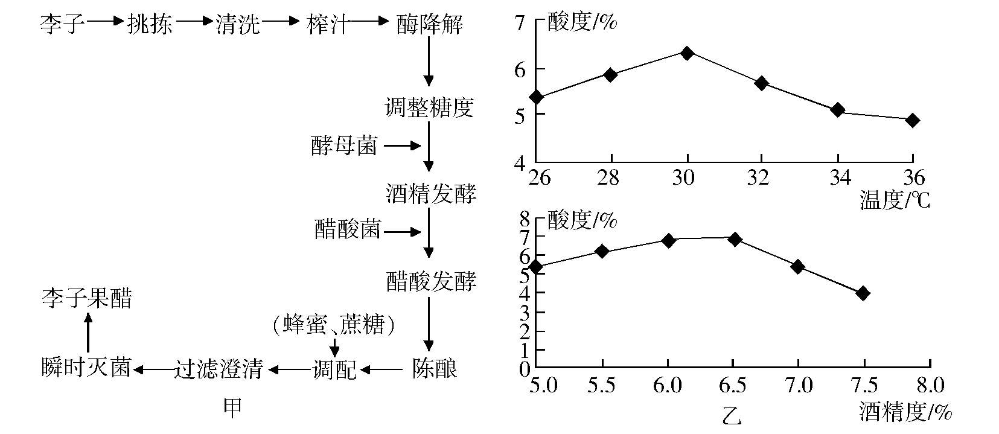 李子 挑拣 清洗 榨汁 酶降解
调整糖度
酵母菌
酒精发酵
醋酸菌
醋酸发酵
李子果醋
(蜂蜜、蔗糖)
瞬时灭菌 过滤澄清 调配 陈酿
甲
酸度/%
7
6
5
4
26 28 30 32 34 36
温度/℃
酸度/%
8
7
6
5
4
3
2
1
0
5.0 5.5 6.0 6.5 7.0 7.5 8.0
酒精度/%
乙